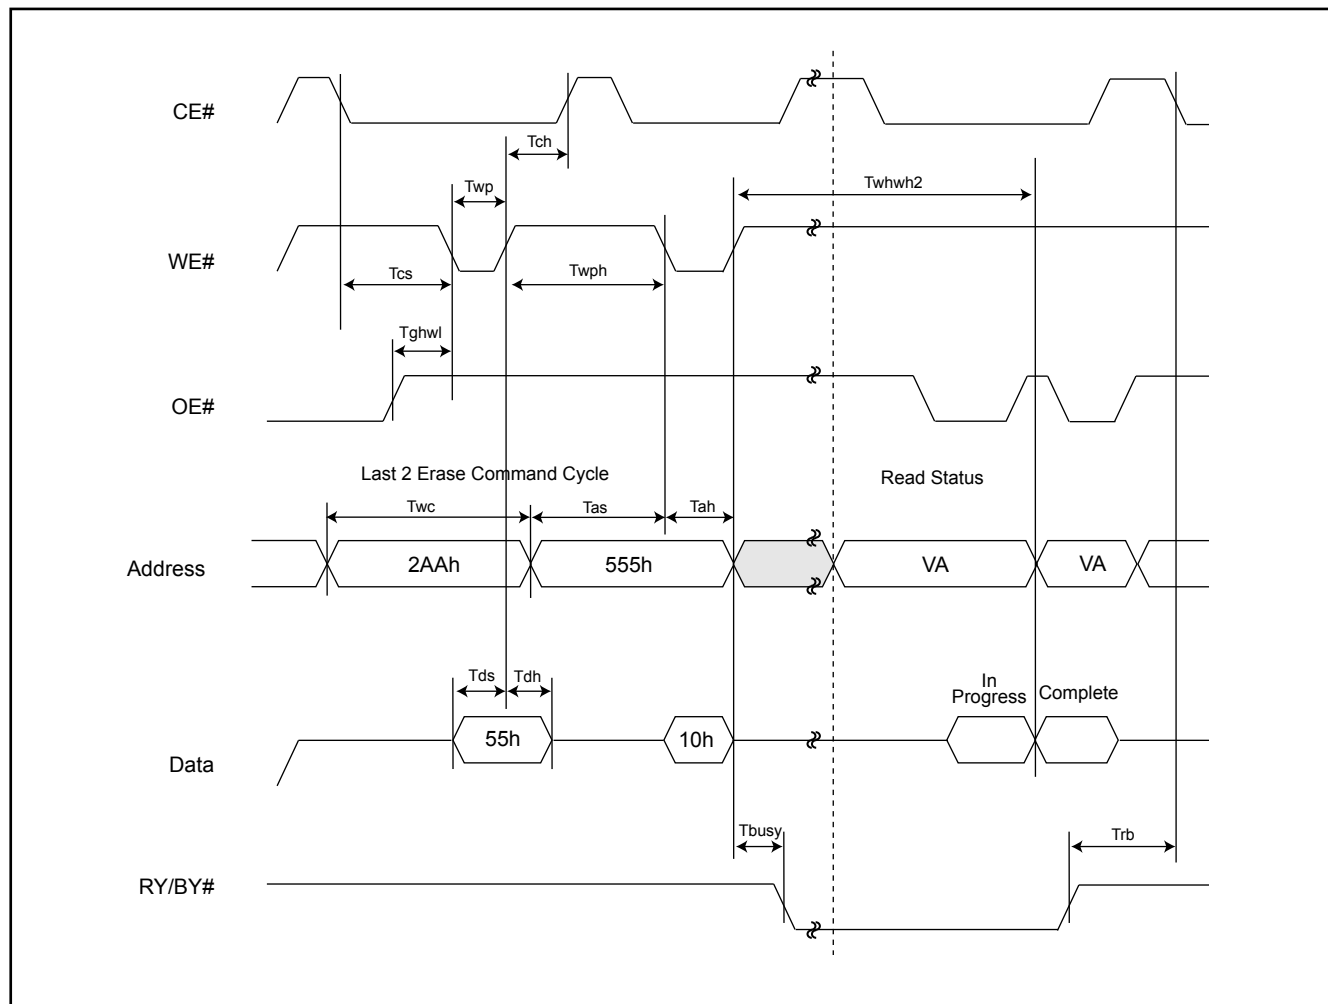 CE#
Tch
Twp
Twhwh2
WE#
Tcs
Twph
Tghwl
OE#
Last 2 Erase Command Cycle
Read Status
Twc
Tas
Tah
Address
2AAh
555h
VA
VA
Tds
Tdh
In
Progress
Complete
55h
10h
Data
Tbusy
Trb
RY/BY#